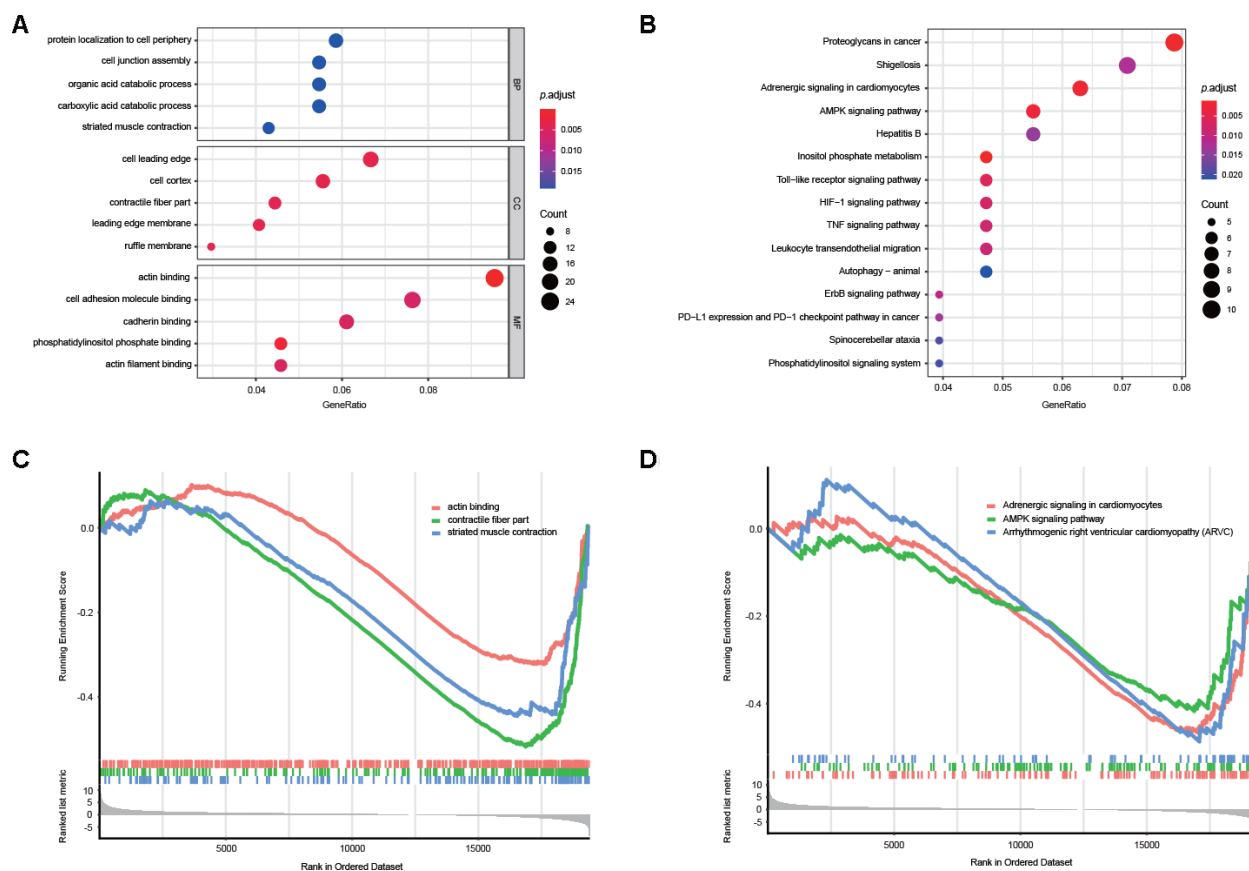 A
protein localization to cell periphery
cell junction assembly
organic acid catabolic process
carboxylic acid catabolic process
striated muscle contraction
BP
cell leading edge
cell cortex
contractile fiber part
leading edge membrane
ruffle membrane
CC
actin binding
cell adhesion molecule binding
cadherin binding
phosphatidylinositol phosphate binding
actin filament binding
MF
0.04 0.06 0.08
GeneRatio
p.adjust
0.005
0.010
0.015
Count
8
12
16
20
24
B
Proteoglycans in cancer
Shigellosis
Adrenergic signaling in cardiomyocytes
AMPK signaling pathway
Hepatitis B
Inositol phosphate metabolism
Toll-like receptor signaling pathway
HIF-1 signaling pathway
TNF signaling pathway
Leukocyte transendothelial migration
Autophagy - animal
ErbB signaling pathway
PD-L1 expression and PD-1 checkpoint pathway in cancer
Spinocerebellar ataxia
Phosphatidylinositol signaling system
0.04 0.05 0.06 0.07 0.08
GeneRatio
p.adjust
0.005
0.010
0.015
0.020
Count
5
6
7
8
9
10
C
actin binding
contractile fiber part
striated muscle contraction
Running Enrichment Score
0.0
-0.2
-0.4
Ranked list metric
10
5
0
-5
5000 10000 15000
Rank in Ordered Dataset
D
Adrenergic signaling in cardiomyocytes
AMPK signaling pathway
Arrhythmogenic right ventricular cardiomyopathy (ARVC)
Running Enrichment Score
0.0
-0.2
-0.4
Ranked list metric
10
5
0
-5
5000 10000 15000
Rank in Ordered Dataset